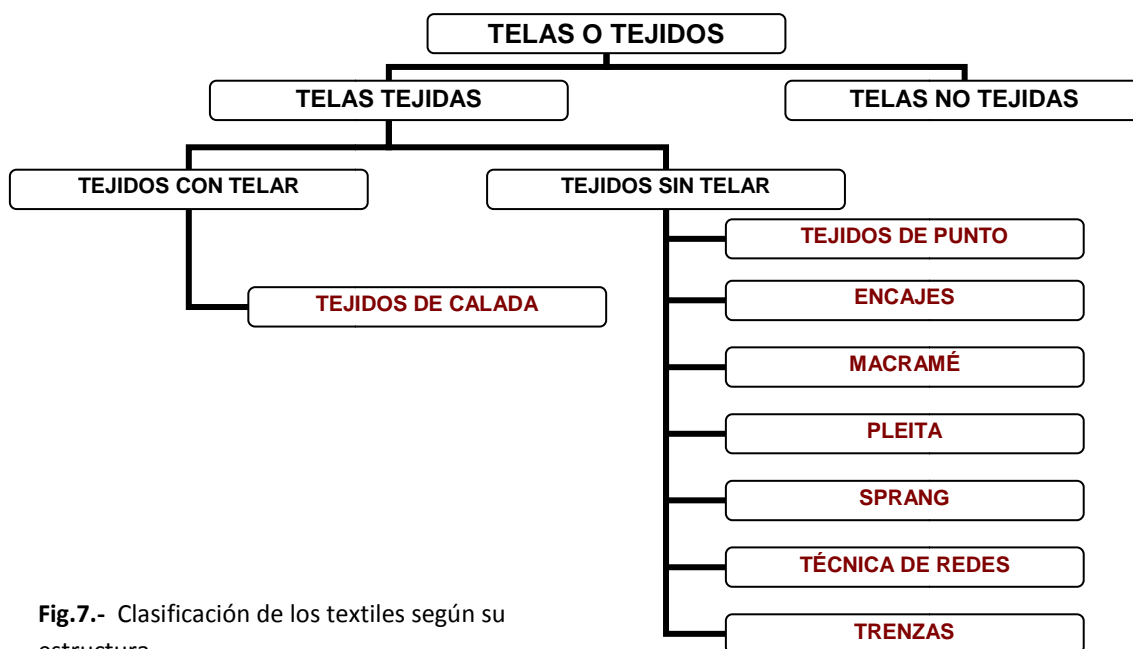 TELAS O TEJIDOS
TELAS TEJIDAS
TELAS NO TEJIDAS
TEJIDOS CON TELAR
TEJIDOS SIN TELAR
TEJIDOS DE PUNTO
ENCAJES
TEJIDOS DE CALADA
MACRAMÉ
PLEITA
SPRANG
TÉCNICA DE REDES
TRENZAS
Fig.7.- Clasificación de los textiles según su
estructura